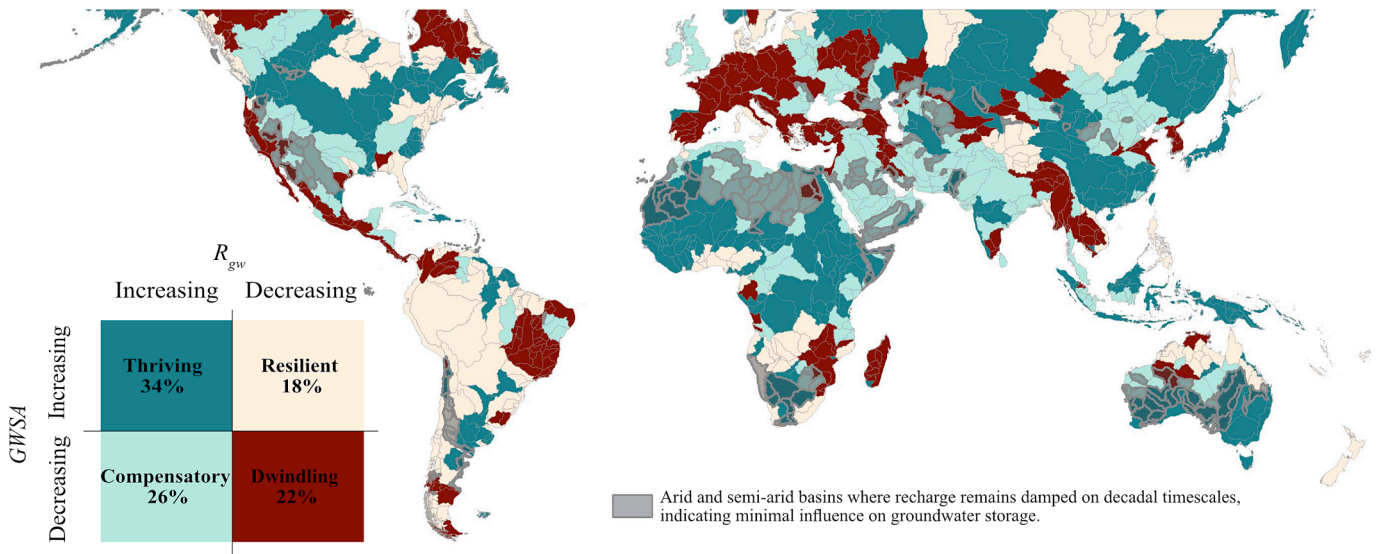 R_gw
Increasing Decreasing
GWSA
Increasing
Decreasing
Thriving
34%
Resilient
18%
Compensatory
26%
Dwindling
22%
Arid and semi-arid basins where recharge remains damped on decadal timescales,
indicating minimal influence on groundwater storage.